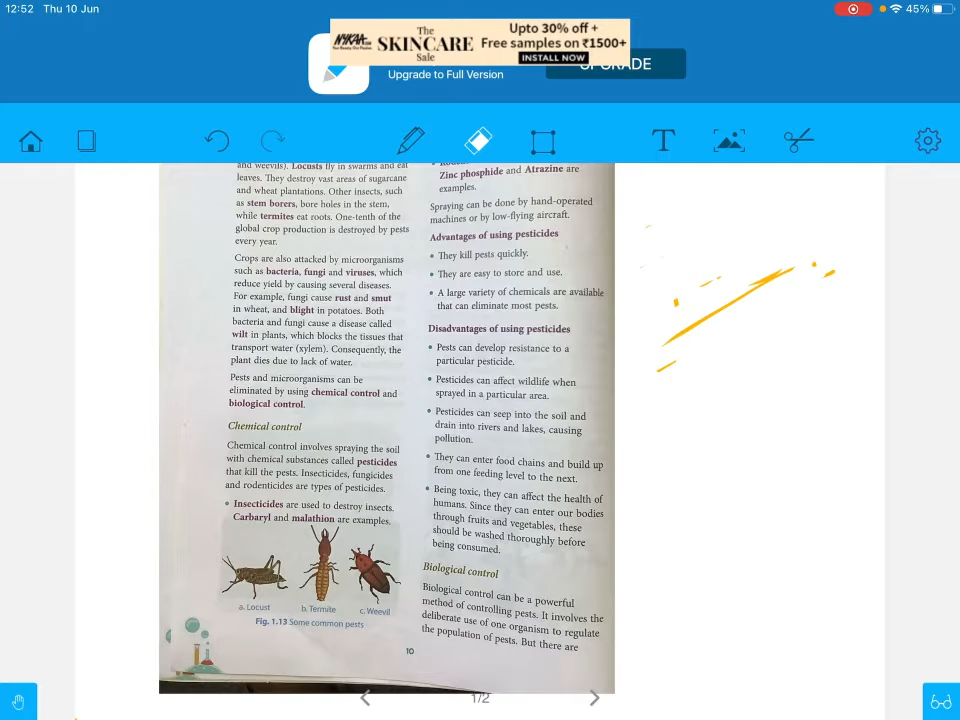 12:52 Thu 10 Jun
45%
NYKAA.COM
The
SKINCARE
Sale
Upto 30% off +
Free samples on ₹1500+
INSTALL NOW
Upgrade to Full Version
UPGRADE
T
and weevils). Locusts fly in swarms and eat
leaves. They destroy vast areas of sugarcane
and wheat plantations. Other insects, such
as stem borers, bore holes in the stem,
while termites eat roots. One-tenth of the
global crop production is destroyed by pests
every year.
Crops are also attacked by microorganisms
such as bacteria, fungi and viruses, which
reduce yield by causing several diseases.
For example, fungi cause rust and smut
in wheat, and blight in potatoes. Both
bacteria and fungi cause a disease called
wilt in plants, which blocks the tissues that
transport water (xylem). Consequently, the
plant dies due to lack of water.
Pests and microorganisms can be
eliminated by using chemical control and
biological control.
Chemical control
Chemical control involves spraying the soil
with chemical substances called pesticides
that kill the pests. Insecticides, fungicides
and rodenticides are types of pesticides.
• Insecticides are used to destroy insects.
Carbaryl and malathion are examples.
a. Locust
b. Termite
c. Weevil
Fig. 1.13 Some common pests
Zinc phosphide and Atrazine are
examples.
Spraying can be done by hand-operated
machines or by low-flying aircraft.
Advantages of using pesticides
• They kill pests quickly.
• They are easy to store and use.
• A large variety of chemicals are available
that can eliminate most pests.
Disadvantages of using pesticides
• Pests can develop resistance to a
particular pesticide.
• Pesticides can affect wildlife when
sprayed in a particular area.
• Pesticides can seep into the soil and
drain into rivers and lakes, causing
pollution.
• They can enter food chains and build up
from one feeding level to the next.
• Being toxic, they can affect the health of
humans. Since they can enter our bodies
through fruits and vegetables, these
should be washed thoroughly before
being consumed.
Biological control
Biological control can be a powerful
method of controlling pests. It involves the
deliberate use of one organism to regulate
the population of pests. But there are
10
1/2